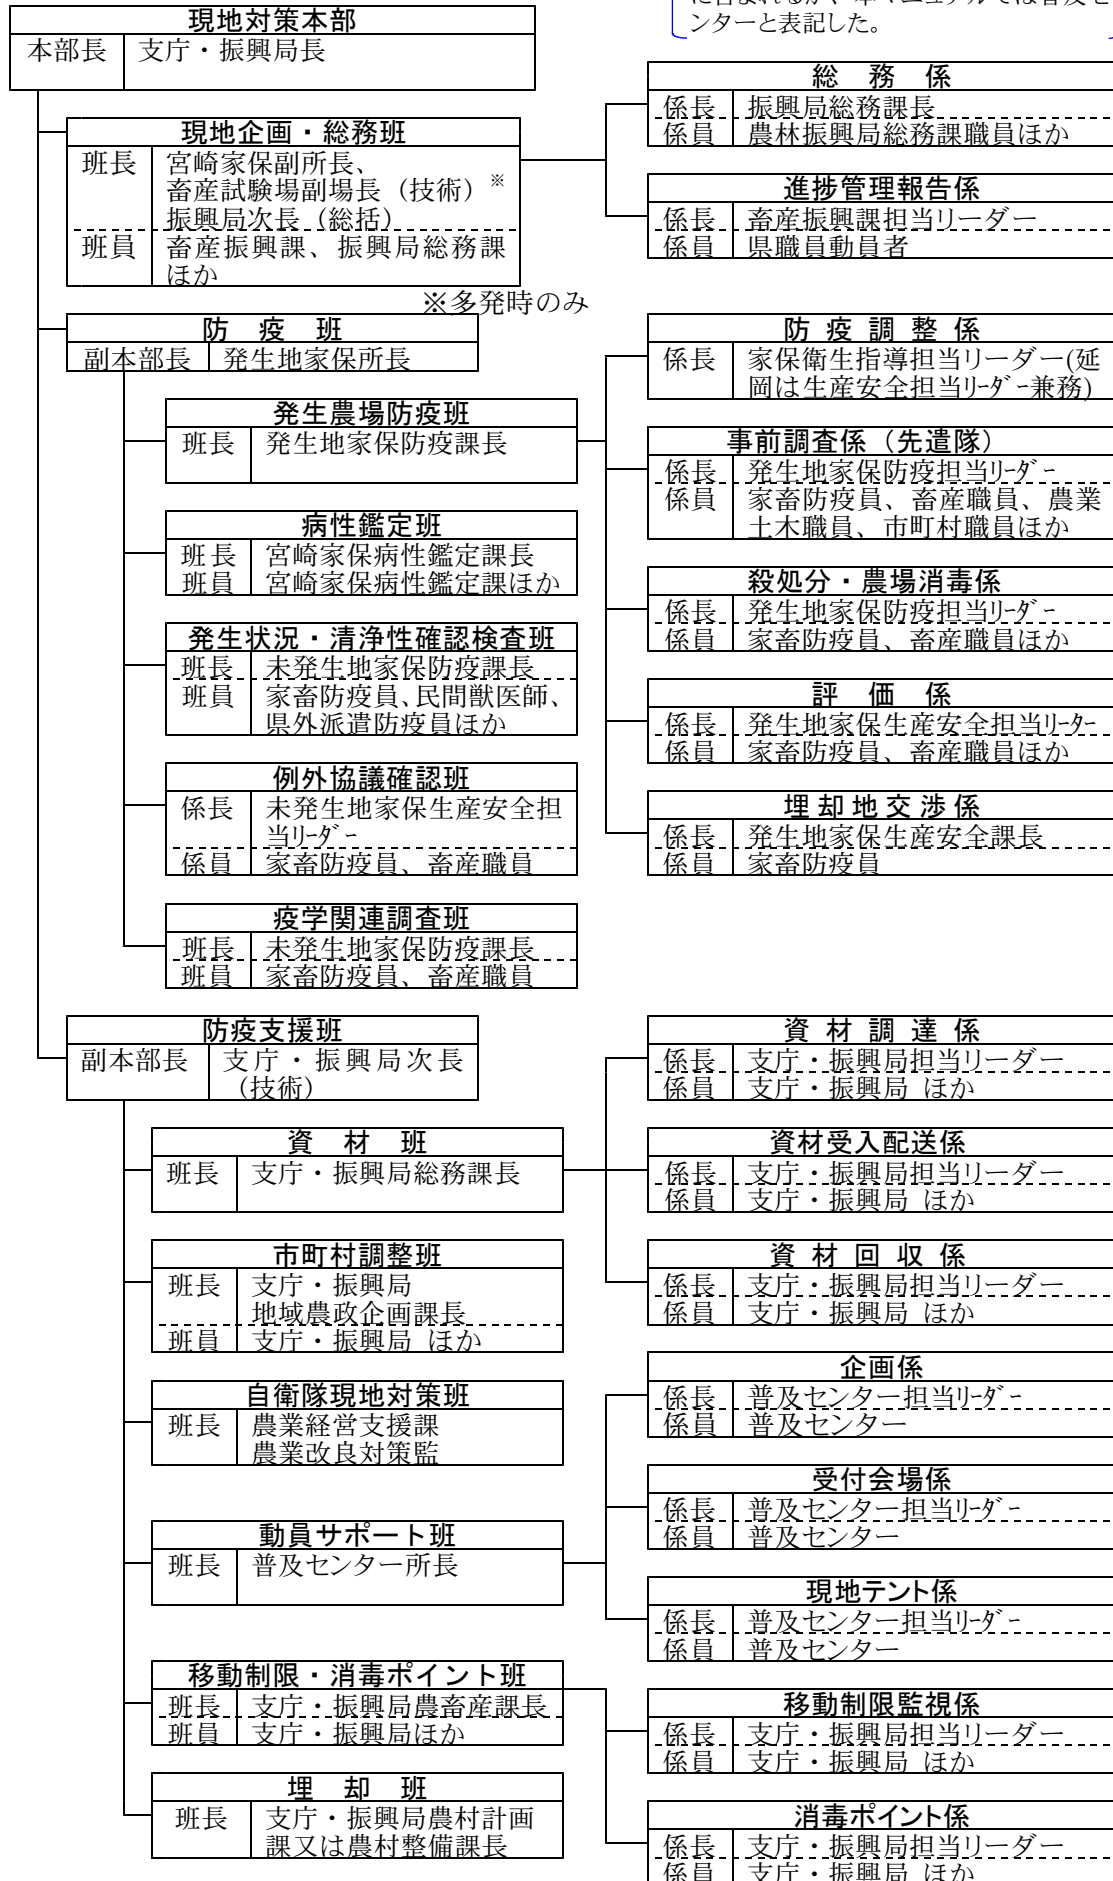 ンターと表記した。
現地対策本部
本部長 支庁・振興局長
現地企画・総務班
班長 宮崎家保副所長、
畜産試験場副場長（技術）※
振興局次長（総括）
班員 畜産振興課、振興局総務課
ほか
※多発時のみ
総　務　係
係長 振興局総務課長
係員 農林振興局総務課職員ほか
進捗管理報告係
係長 畜産振興課担当リーダー
係員 県職員動員者
防　疫　班
副本部長 発生地家保所長
発生農場防疫班
班長 発生地家保防疫課長
病性鑑定班
班長 宮崎家保病性鑑定課長
班員 宮崎家保病性鑑定課ほか
発生状況・清浄性確認検査班
班長 未発生地家保防疫課長
班員 家畜防疫員、民間獣医師、
県外派遣防疫員ほか
例外協議確認班
係長 未発生地家保生産安全担
当ﾘｰﾀﾞｰ
係員 家畜防疫員、畜産職員
疫学関連調査班
班長 未発生地家保防疫課長
班員 家畜防疫員、畜産職員
防 疫 調 整 係
係長 家保衛生指導担当リーダー(延
岡は生産安全担当ﾘｰﾀﾞｰ兼務)
事前調査係（先遣隊）
係長 発生地家保防疫担当ﾘｰﾀﾞｰ
係員 家畜防疫員、畜産職員、農業
土木職員、市町村職員ほか
殺処分・農場消毒係
係長 発生地家保防疫担当ﾘｰﾀﾞｰ
係員 家畜防疫員、畜産職員ほか
評　価　係
係長 発生地家保生産安全担当ﾘｰﾀｰ
係員 家畜防疫員、畜産職員ほか
埋 却 地 交 渉 係
係長 発生地家保生産安全課長
係員 家畜防疫員
防疫支援班
副本部長 支庁・振興局次長
（技術）
資　材　班
班長 支庁・振興局総務課長
市町村調整班
班長 支庁・振興局
地域農政企画課長
班員 支庁・振興局 ほか
自衛隊現地対策班
班長 農業経営支援課
農業改良対策監
動員サポート班
班長 普及センター所長
移動制限・消毒ポイント班
班長 支庁・振興局農畜産課長
班員 支庁・振興局ほか
埋　却　班
班長 支庁・振興局農村計画
課又は農村整備課長
資 材 調 達 係
係長 支庁・振興局担当リーダー
係員 支庁・振興局 ほか
資材受入配送係
係長 支庁・振興局担当リーダー
係員 支庁・振興局 ほか
資 材 回 収 係
係長 支庁・振興局担当リーダー
係員 支庁・振興局 ほか
企画係
係長 普及センター担当ﾘｰﾀﾞｰ
係員 普及センター
受付会場係
係長 普及センター担当ﾘｰﾀﾞｰ
係員 普及センター
現地テント係
係長 普及センター担当ﾘｰﾀﾞｰ
係員 普及センター
移動制限監視係
係長 支庁・振興局担当リーダー
係員 支庁・振興局 ほか
消毒ポイント係
係長 支庁・振興局担当リーダー
係員 支庁・振興局 ほか